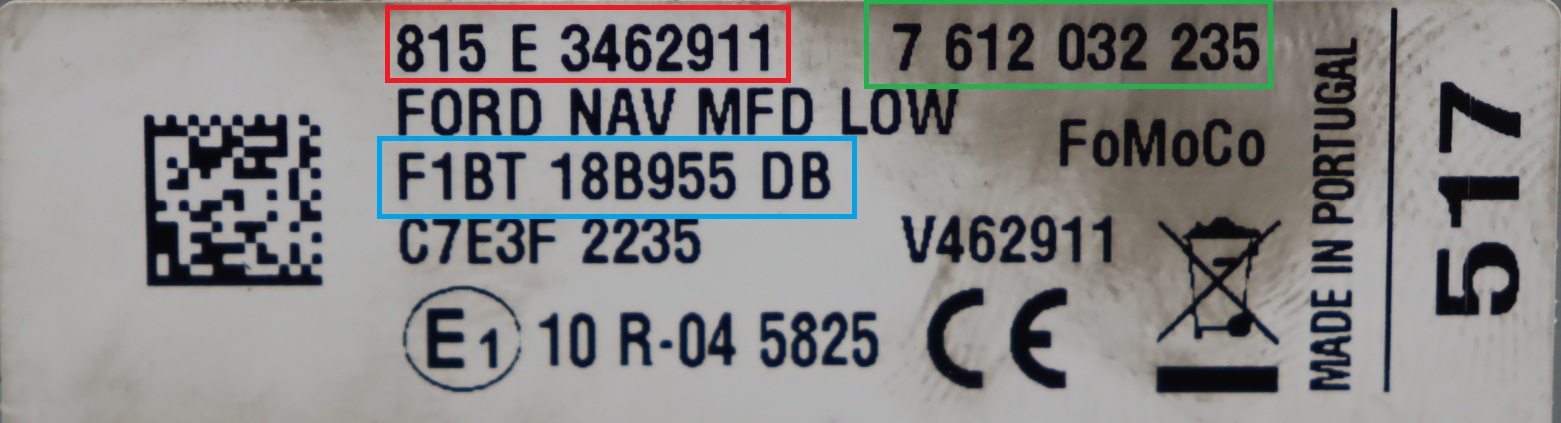 815 E 3462911 7 612 032 235
FORD NAV MFD LOW
FoMoCo
F1BT 18B955 DB
C7E3F 2235 V462911
E1 10 R-04 5825 CE
MADE IN PORTUGAL
517